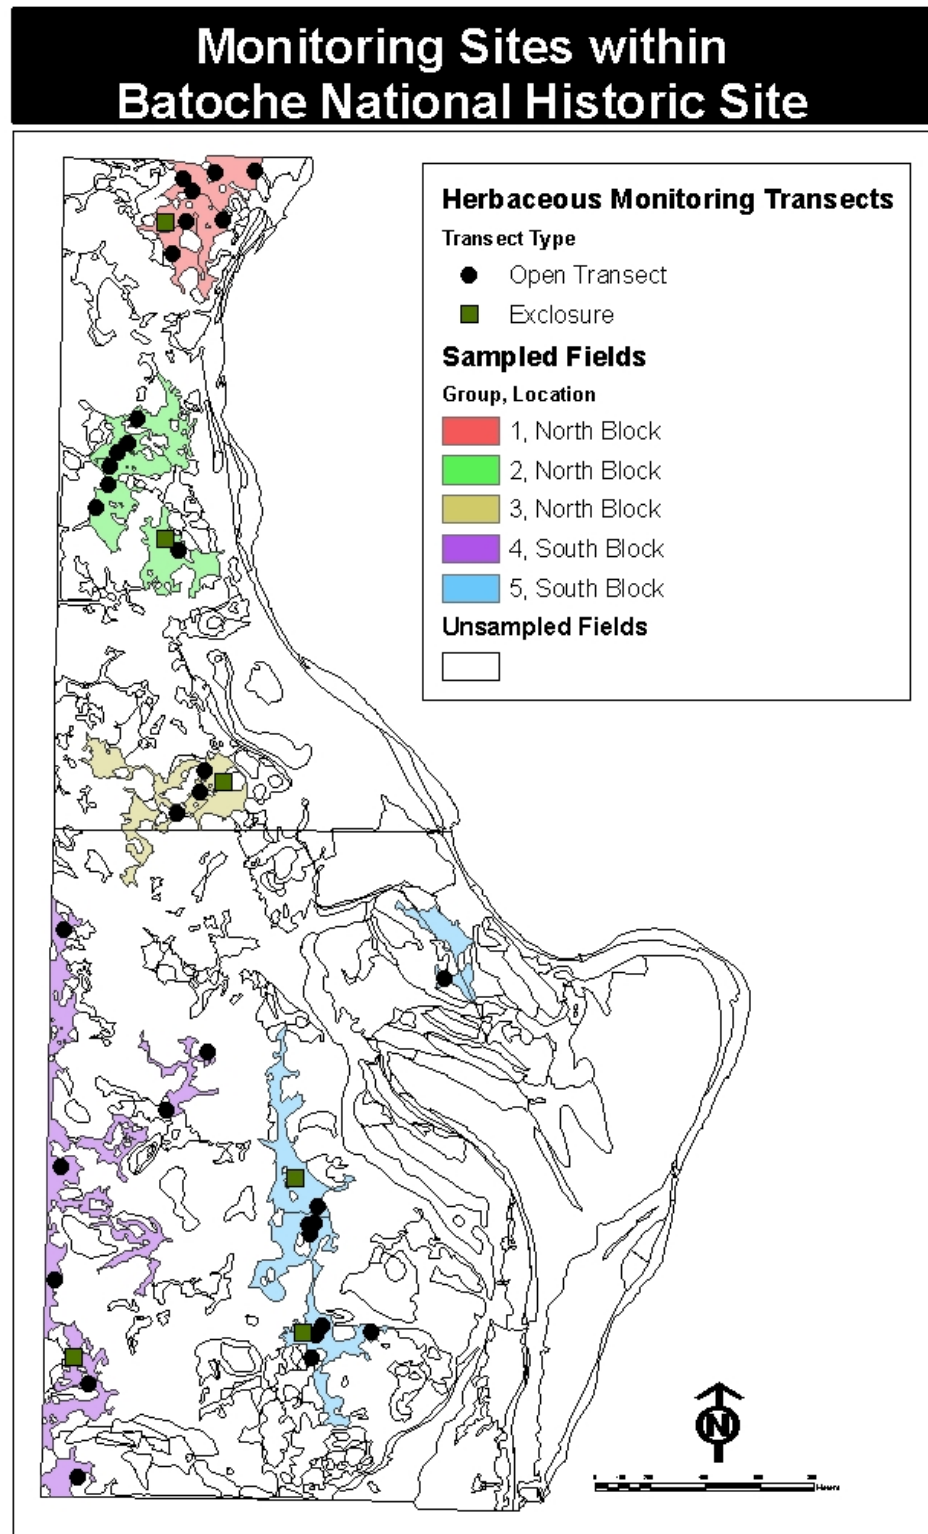 Monitoring Sites within
Batoche National Historic Site
Herbaceous Monitoring Transects
Transect Type
Open Transect
Exclosure
Sampled Fields
Group, Location
1, North Block
2, North Block
3, North Block
4, South Block
5, South Block
Unsampled Fields
N